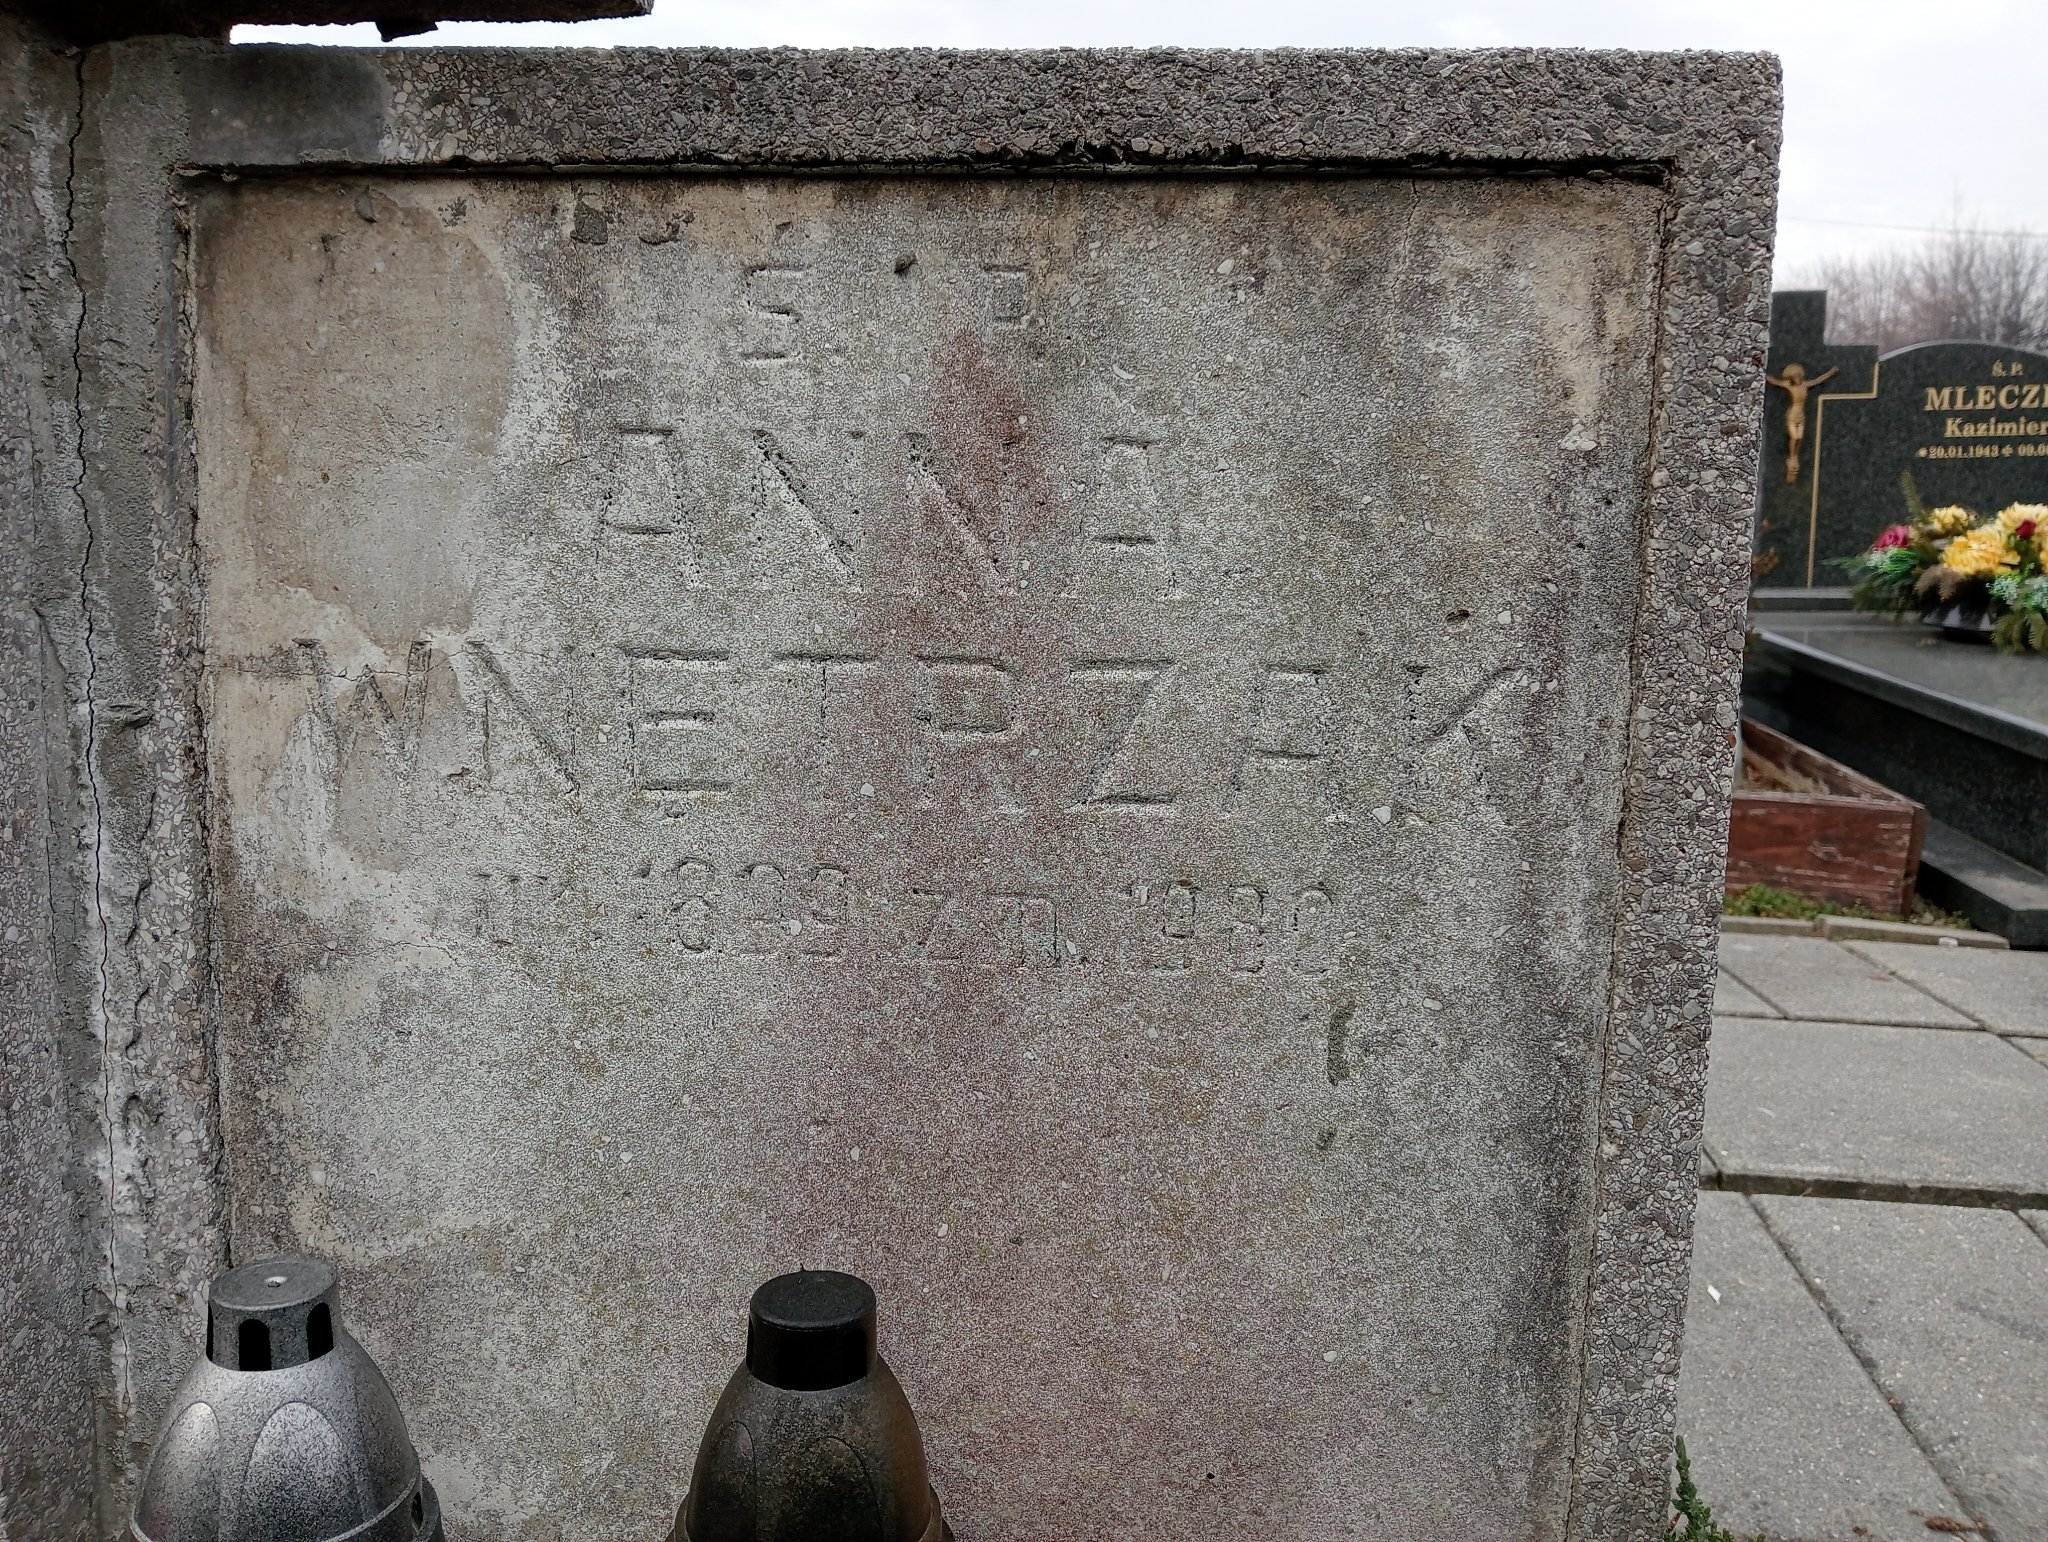 Ś. P.
ANNA
WNĘTRZAK
Ś. P.
MLECZ
Kazimier
*20.01.1943